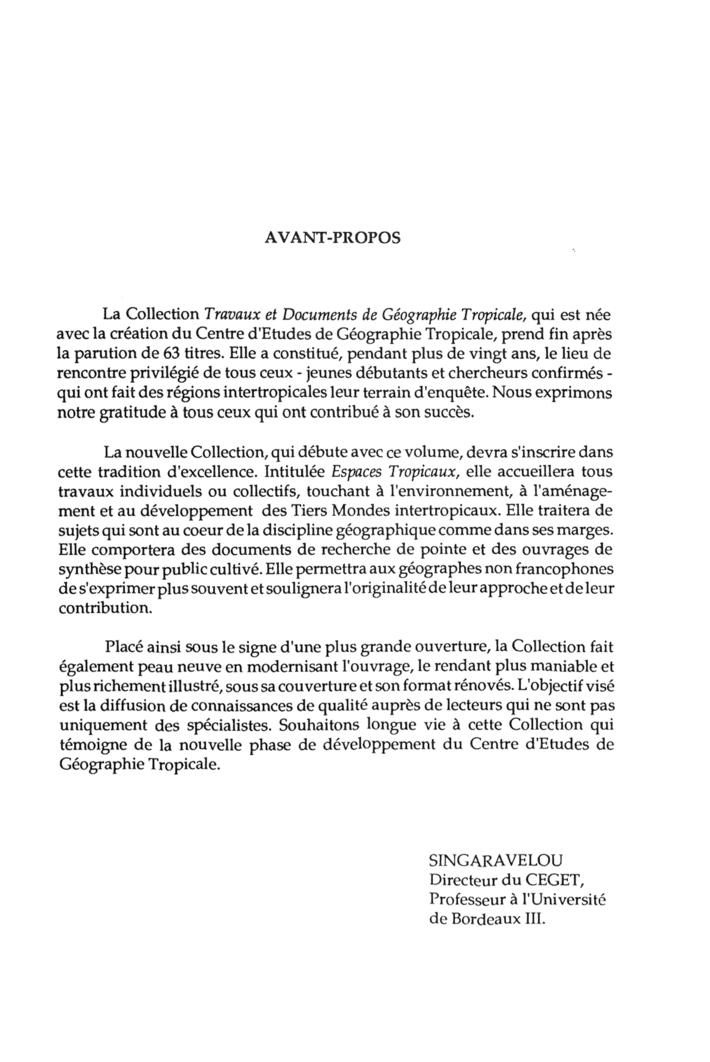 AVANT-PROPOS
La Collection Travaux et Documents de Géographie Tropicale, qui est née
avec la création du Centre d'Etudes de Géographie Tropicale, prend fin après
la parution de 63 titres. Elle a constitué, pendant plus de vingt ans, le lieu de
rencontre privilégié de tous ceux - jeunes débutants et chercheurs confirmés -
qui ont fait des régions intertropicales leur terrain d'enquête. Nous exprimons
notre gratitude à tous ceux qui ont contribué à son succès.
La nouvelle Collection, qui débute avec ce volume, devra s'inscrire dans
cette tradition d'excellence. Intitulée Espaces Tropicaux, elle accueillera tous
travaux individuels ou collectifs, touchant à l'environnement, à l'aménage-
ment et au développement des Tiers Mondes intertropicaux. Elle traitera de
sujets qui sont au coeur de la discipline géographique comme dans ses marges.
Elle comportera des documents de recherche de pointe et des ouvrages de
synthèse pour public cultivé. Elle permettra aux géographes non francophones
de s'exprimer plus souvent et soulignera l'originalité de leur approche et de leur
contribution.
Placé ainsi sous le signe d'une plus grande ouverture, la Collection fait
également peau neuve en modernisant l'ouvrage, le rendant plus maniable et
plus richement illustré, sous sa couverture et son format rénovés. L'objectif visé
est la diffusion de connaissances de qualité auprès de lecteurs qui ne sont pas
uniquement des spécialistes. Souhaitons longue vie à cette Collection qui
témoigne de la nouvelle phase de développement du Centre d'Etudes de
Géographie Tropicale.
SINGARAVELOU
Directeur du CEGET,
Professeur à l'Université
de Bordeaux III.